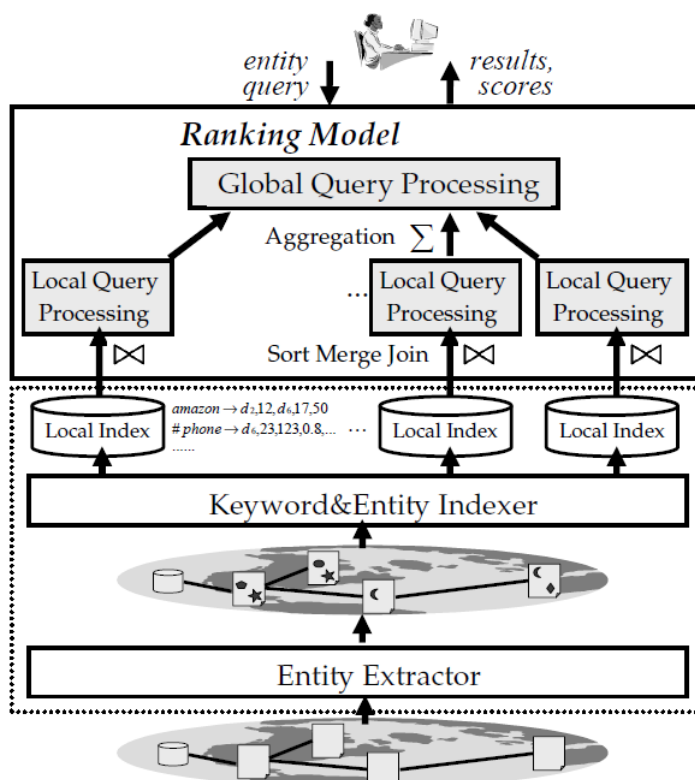 entity
query
results,
scores
Ranking Model
Global Query Processing
Aggregation ∑
Local Query
Processing
...
Local Query
Processing
Local Query
Processing
Sort Merge Join
Local Index
amazon → d2,12,d6,17,50
# phone → d6,23,123,0.8,...
......
...
Local Index
Local Index
Keyword&Entity Indexer
Entity Extractor